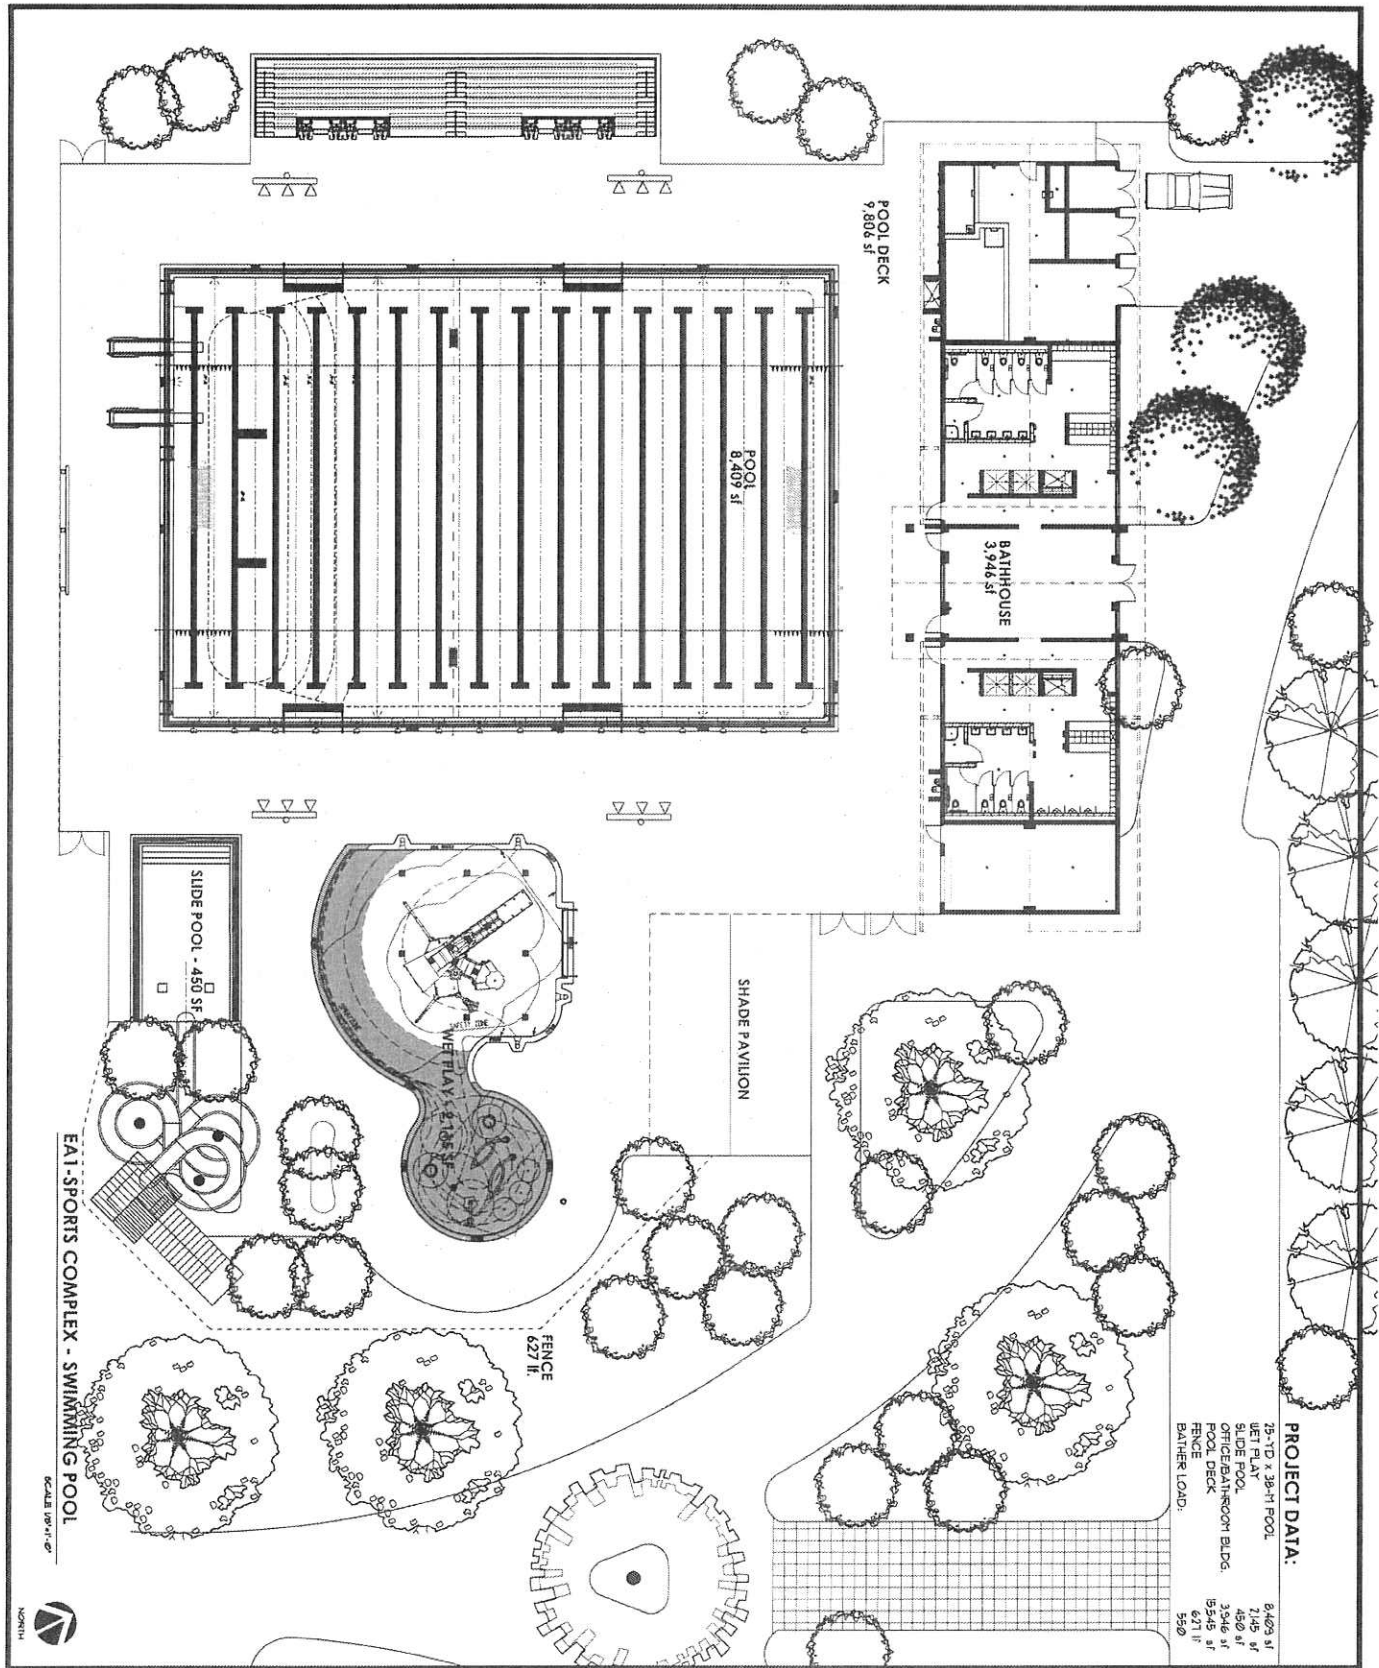 POOL DECK
9,806 sf
POOL
8,409 sf
BATHHOUSE
3,946 sf
SLIDE POOL - 450 SF
SHADE PAVILION
FENCE
627 lf.
EAT-SPORTS COMPLEX - SWIMMING POOL
NORTH
PROJECT DATA:
25-YD X 38-M POOL 8,409 sf
WET PLAY 2,145 sf
SLIDE POOL 450 sf
OFFICE/BATHROOM BLDG. 3,946 sf
POOL DECK 15,545 sf
FENCE 627 lf
BATHER LOAD: 550